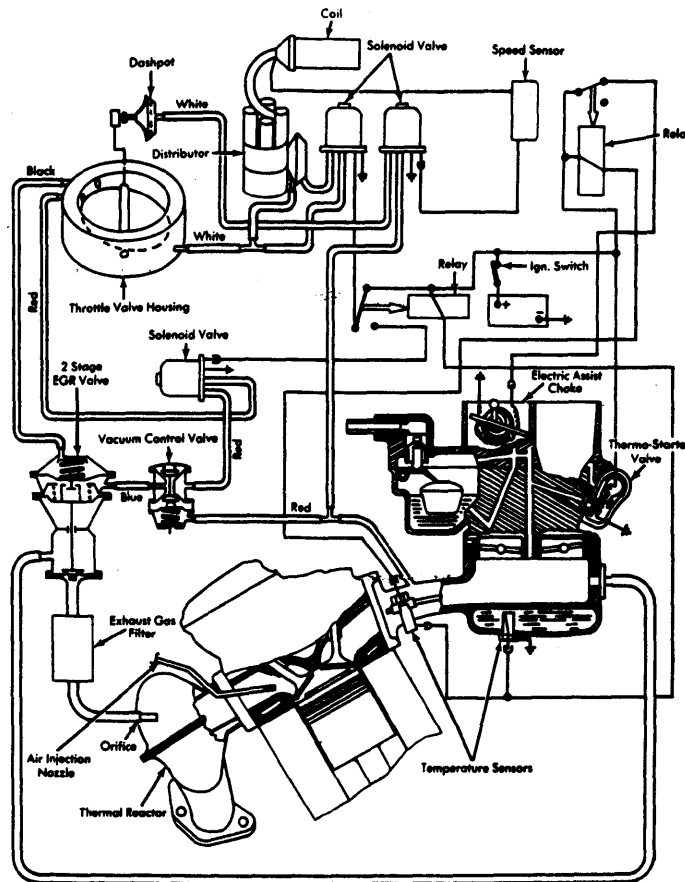 Coil
Solenoid Valve
Speed Sensor
Dashpot
White
Distributor
Black
White
Red
Throttle Valve Housing
Relay
Ign. Switch
+
-
Solenoid Valve
2 Stage
EGR Valve
Electric Assist
Choke
Vacuum Control Valve
Red
Thermo-Starter
Valve
Blue
Red
Exhaust Gas
Filter
Orifice
Air Injection
Nozzle
Thermal Reactor
Temperature Sensors